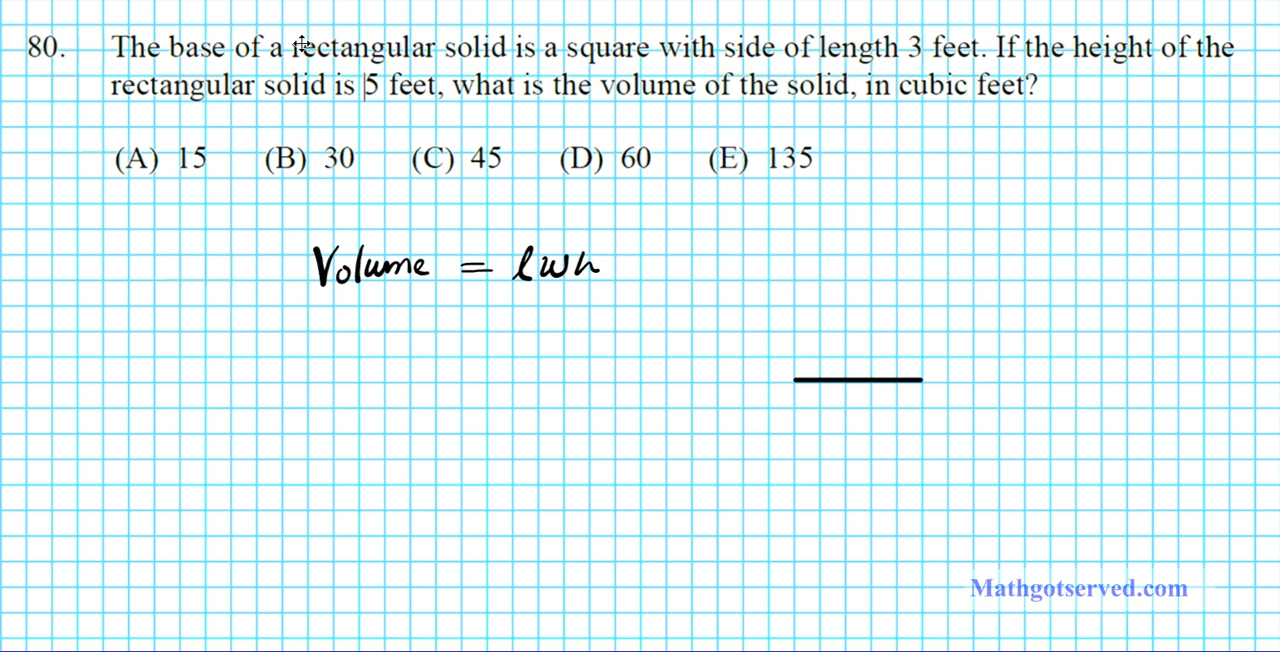 80. The base of a rectangular solid is a square with side of length 3 feet. If the height of the
rectangular solid is 5 feet, what is the volume of the solid, in cubic feet?
(A) 15 (B) 30 (C) 45 (D) 60 (E) 135
Volume = lwh
Mathgotserved.com